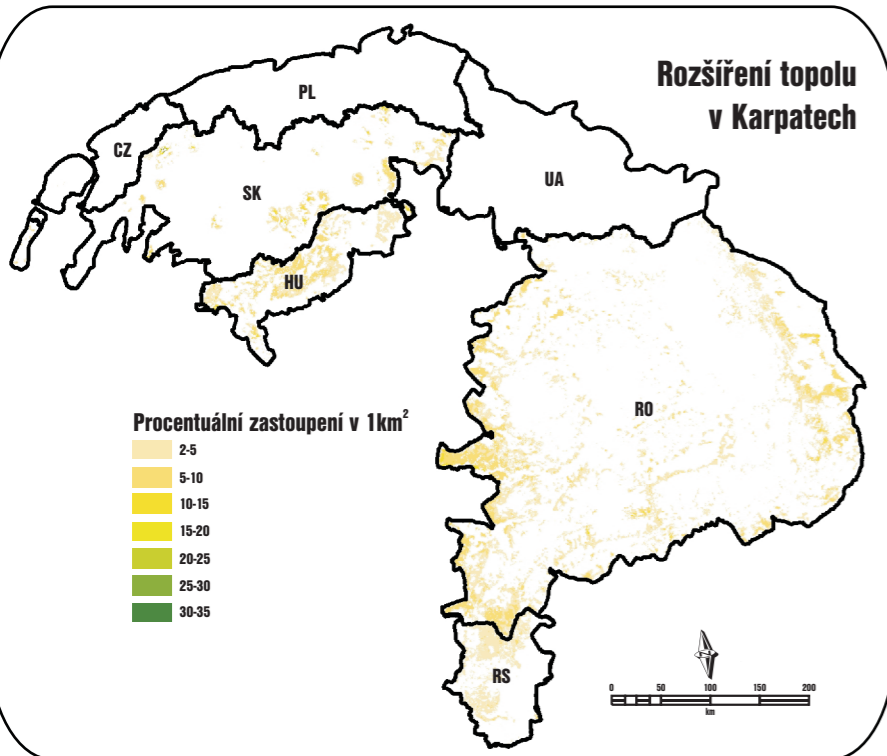 Rozšíření topolu
v Karpatech
PL
CZ
SK
UA
HU
RO
RS
Procentuální zastoupení v 1km²
2-5
5-10
10-15
15-20
20-25
25-30
30-35
0 50 100 150 200
km